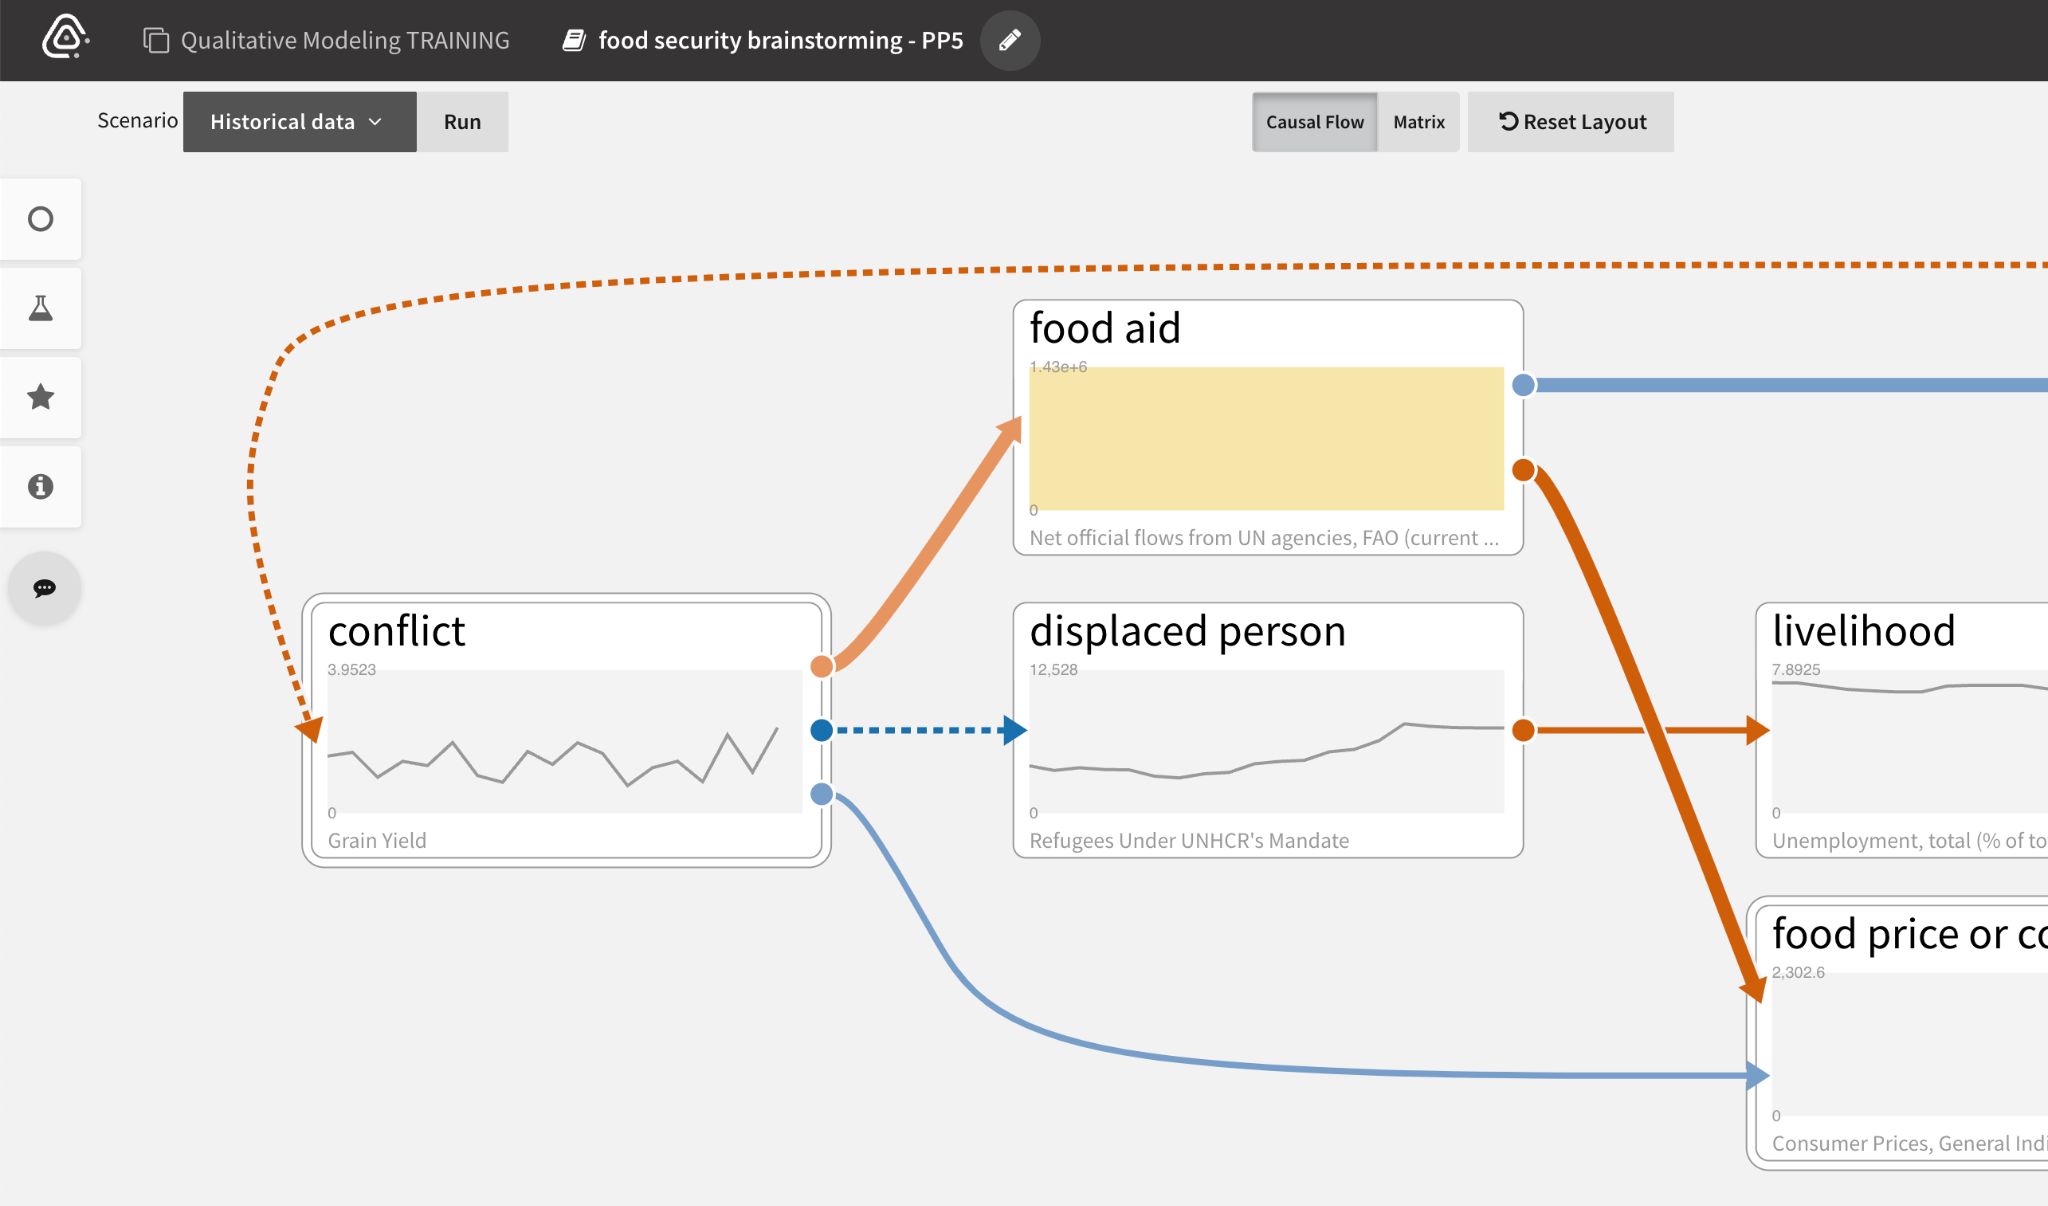 Qualitative Modeling TRAINING
food security brainstorming - PP5
Scenario
Historical data
Run
Causal Flow
Matrix
Reset Layout
food aid
1.43e+6
0
Net official flows from UN agencies, FAO (current ...
conflict
3.9523
0
Grain Yield
displaced person
12,528
0
Refugees Under UNHCR's Mandate
livelihood
7.8925
0
Unemployment, total (% of to
food price or co
2,302.6
0
Consumer Prices, General Indi